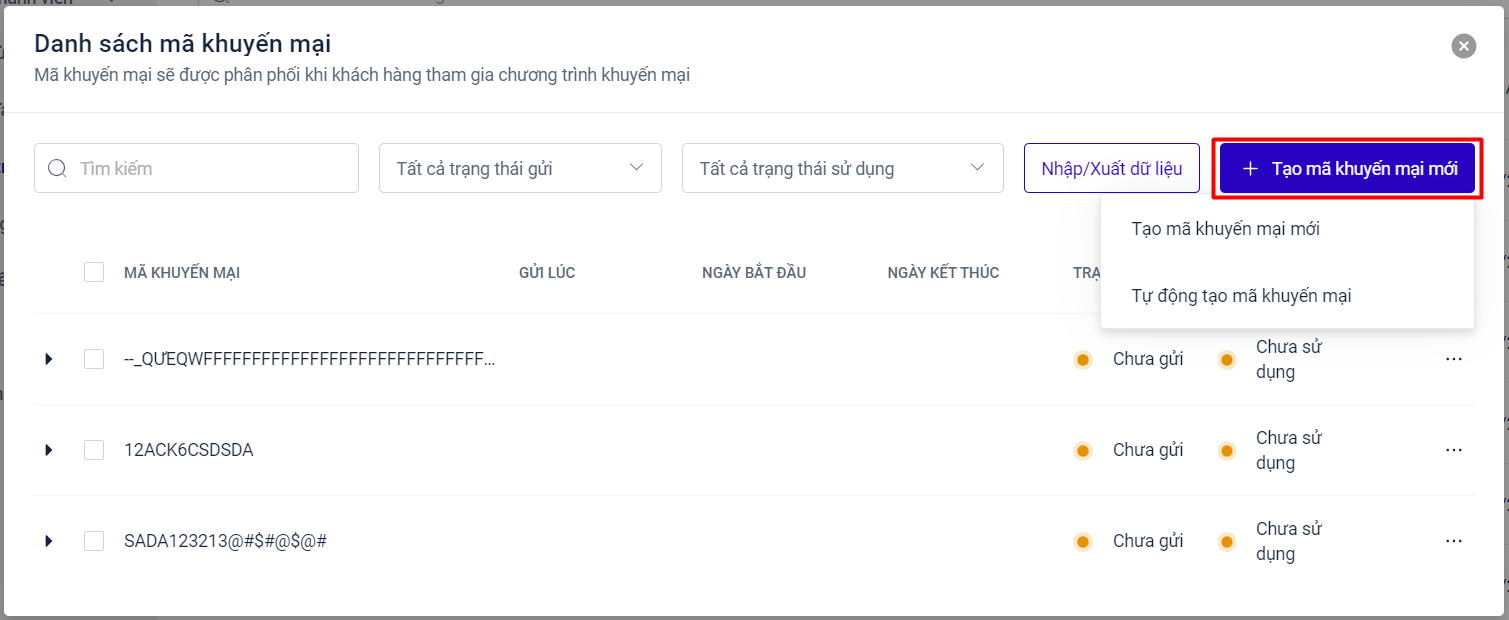 Danh sách mã khuyến mại
Mã khuyến mại sẽ được phân phối khi khách hàng tham gia chương trình khuyến mại
Tìm kiếm
Tất cả trạng thái gửi
Tất cả trạng thái sử dụng
Nhập/Xuất dữ liệu
+ Tạo mã khuyến mại mới
Tạo mã khuyến mại mới
Tự động tạo mã khuyến mại
MÃ KHUYẾN MẠI
GỬI LÚC
NGÀY BẮT ĐẦU
NGÀY KẾT THÚC
--_QƯEQWFFFFFFFFFFFFFFFFFFFFFFFFFFFFF...
Chưa gửi
Chưa sử
dụng
12ACK6CSDSDA
Chưa gửi
Chưa sử
dụng
SADA123213@#$#@$@#
Chưa gửi
Chưa sử
dụng